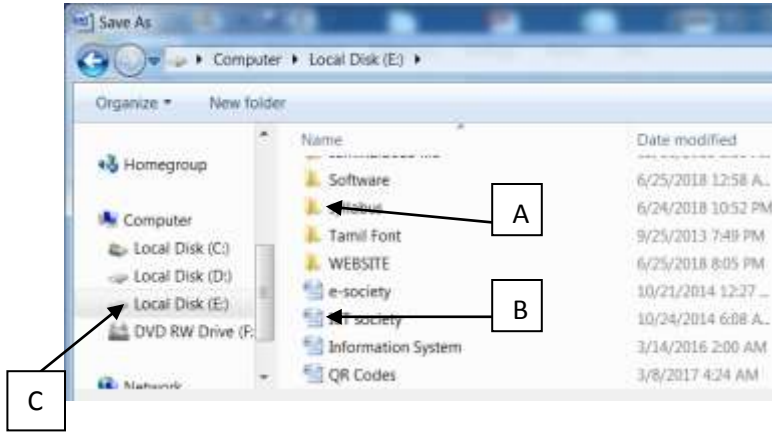 Save As
Computer ▸ Local Disk (E:) ▸
Organize New folder
Name Date modified
Homegroup
Computer
Local Disk (C:)
Local Disk (D:)
Local Disk (E:)
DVD RW Drive (F:
Network
Software 6/25/2018 12:58 A...
Syllabus 6/24/2018 10:52 PM
Tamil Font 9/25/2013 7:49 PM
WEBSITE 6/25/2018 8:05 PM
e-society 10/21/2014 12:27 ...
society 10/24/2014 6:08 A...
Information System 3/14/2016 2:00 AM
QR Codes 3/8/2017 4:24 AM
A
B
C